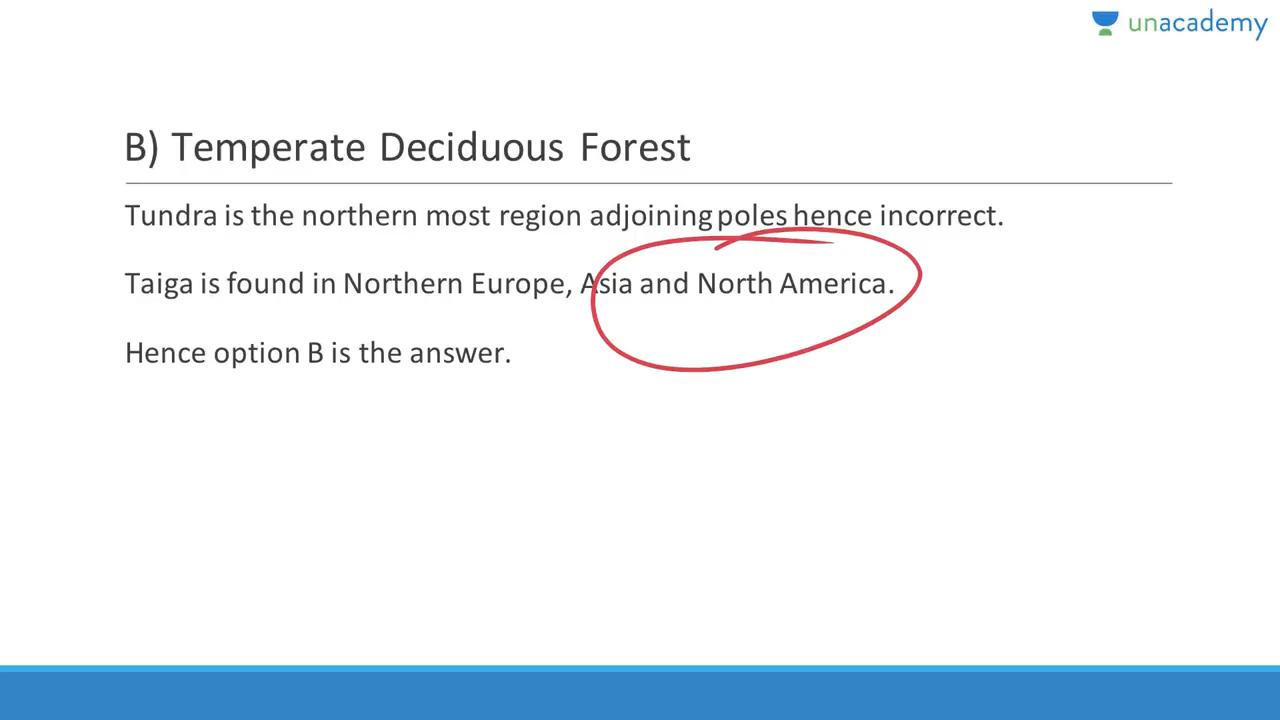 unacademy
B) Temperate Deciduous Forest
Tundra is the northern most region adjoining poles hence incorrect.
Taiga is found in Northern Europe, Asia and North America.
Hence option B is the answer.